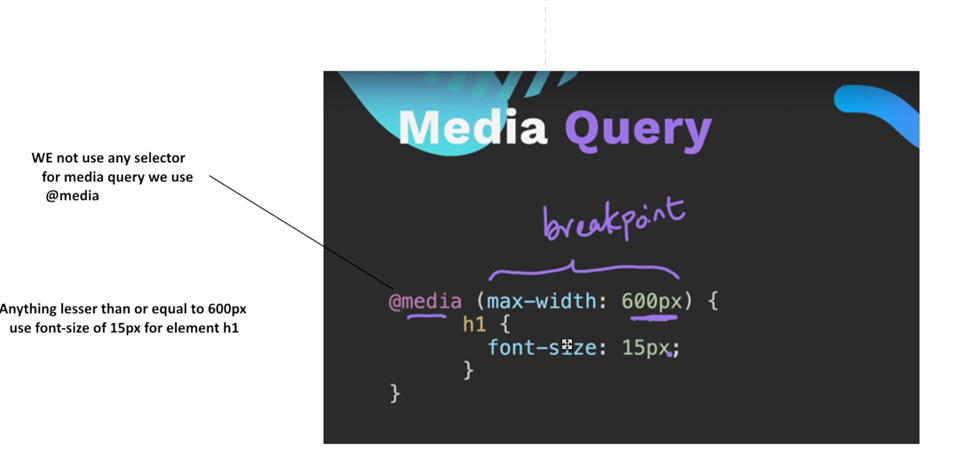 Media Query
WE not use any selector
for media query we use
@media
breakpoint
@media (max-width: 600px) {
h1 {
font-size: 15px;
}
}
Anything lesser than or equal to 600px
use font-size of 15px for element h1